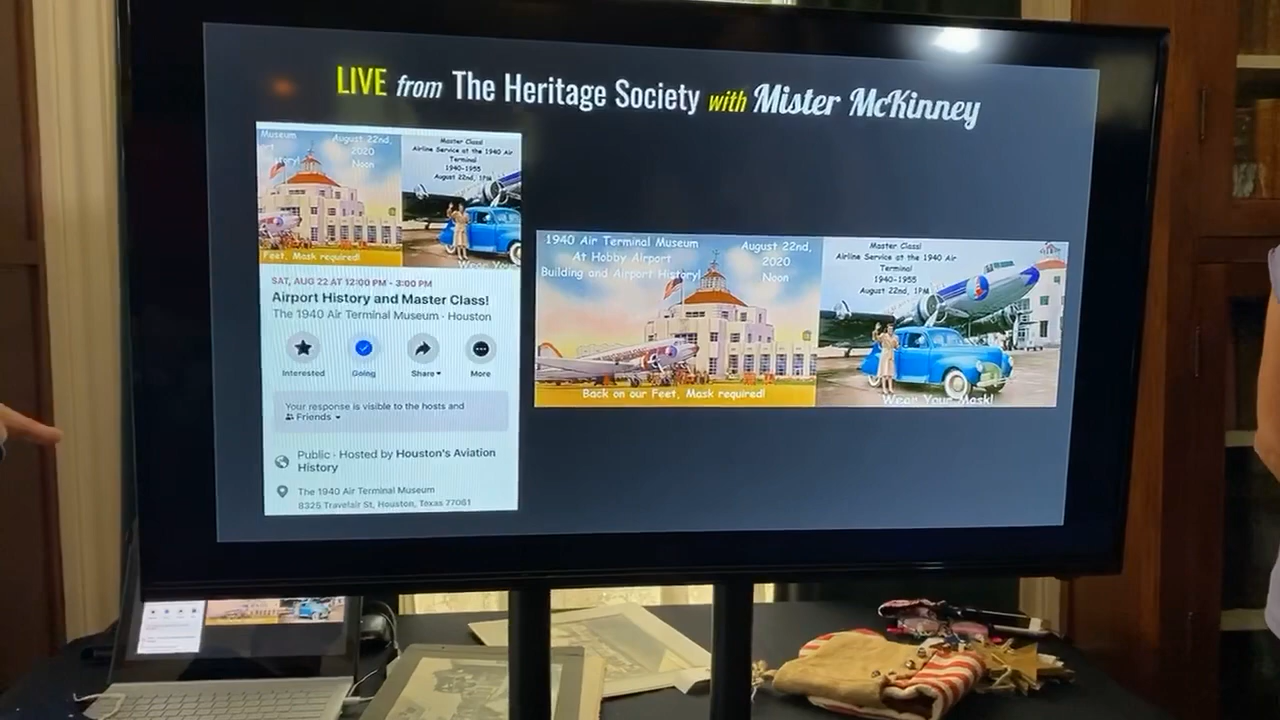 LIVE from The Heritage Society with Mister McKinney
Museum
August 22nd,
2020
Noon
Feet, Mask required!
Master Class!
Airline Service at the 1940 Air
Terminal
1940-1955
August 22nd, 1PM
SAT, AUG 22 AT 12:00 PM - 3:00 PM
Airport History and Master Class!
The 1940 Air Terminal Museum · Houston
Interested
Going
Share
More
Your response is visible to the hosts and
Friends
Public · Hosted by Houston's Aviation
History
The 1940 Air Terminal Museum
8325 Travelair St, Houston, Texas 77061
1940 Air Terminal Museum
At Hobby Airport
Building and Airport History!
August 22nd,
2020
Noon
Back on our Feet, Mask required!
Master Class!
Airline Service at the 1940 Air
Terminal
1940-1955
August 22nd, 1PM
Wear Your Mask!